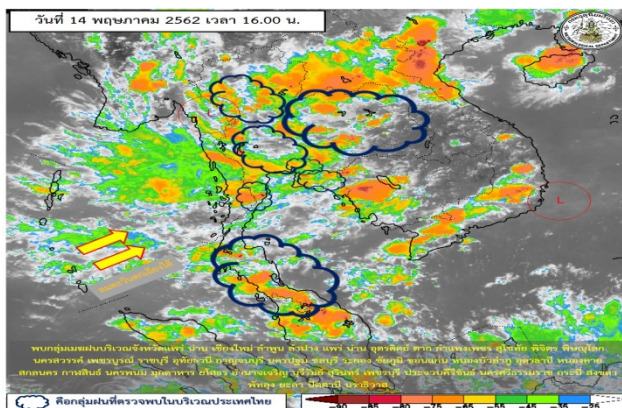 วันที่ 14 พฤษภาคม 2562 เวลา 16.00 น.
L
พบกลุ่มเมฆฝนบริเวณจังหวัดแพร่ น่าน เชียงใหม่ ลำพูน ลำปาง แพร่ น่าน อุตรดิตถ์ ตาก กำแพงเพชร สุโขทัย พิจิตร พิษณุโลก
นครสวรรค์ เพชรบูรณ์ ราชบุรี อุทัยธานี กาญจนบุรี นครปฐม ชลบุรี ระยอง ชัยภูมิ ขอนแก่น หนองบัวลำภู อุดรธานี หนองคาย
สกลนคร กาฬสินธุ์ นครพนม มุกดาหาร ยโสธร อำนาจเจริญ บุรีรัมย์ สุรินทร์ เพชรบุรี ประจวบคีรีขันธ์ นครศรีธรรมราช กระบี่ สงขลา
พัทลุง ยะลา ปัตตานี นราธิวาส
คือกลุ่มฝนที่ตรวจพบในบริเวณประเทศไทย
-90 -85 -80 -75 -70 -65 -55 -45 -35 -25